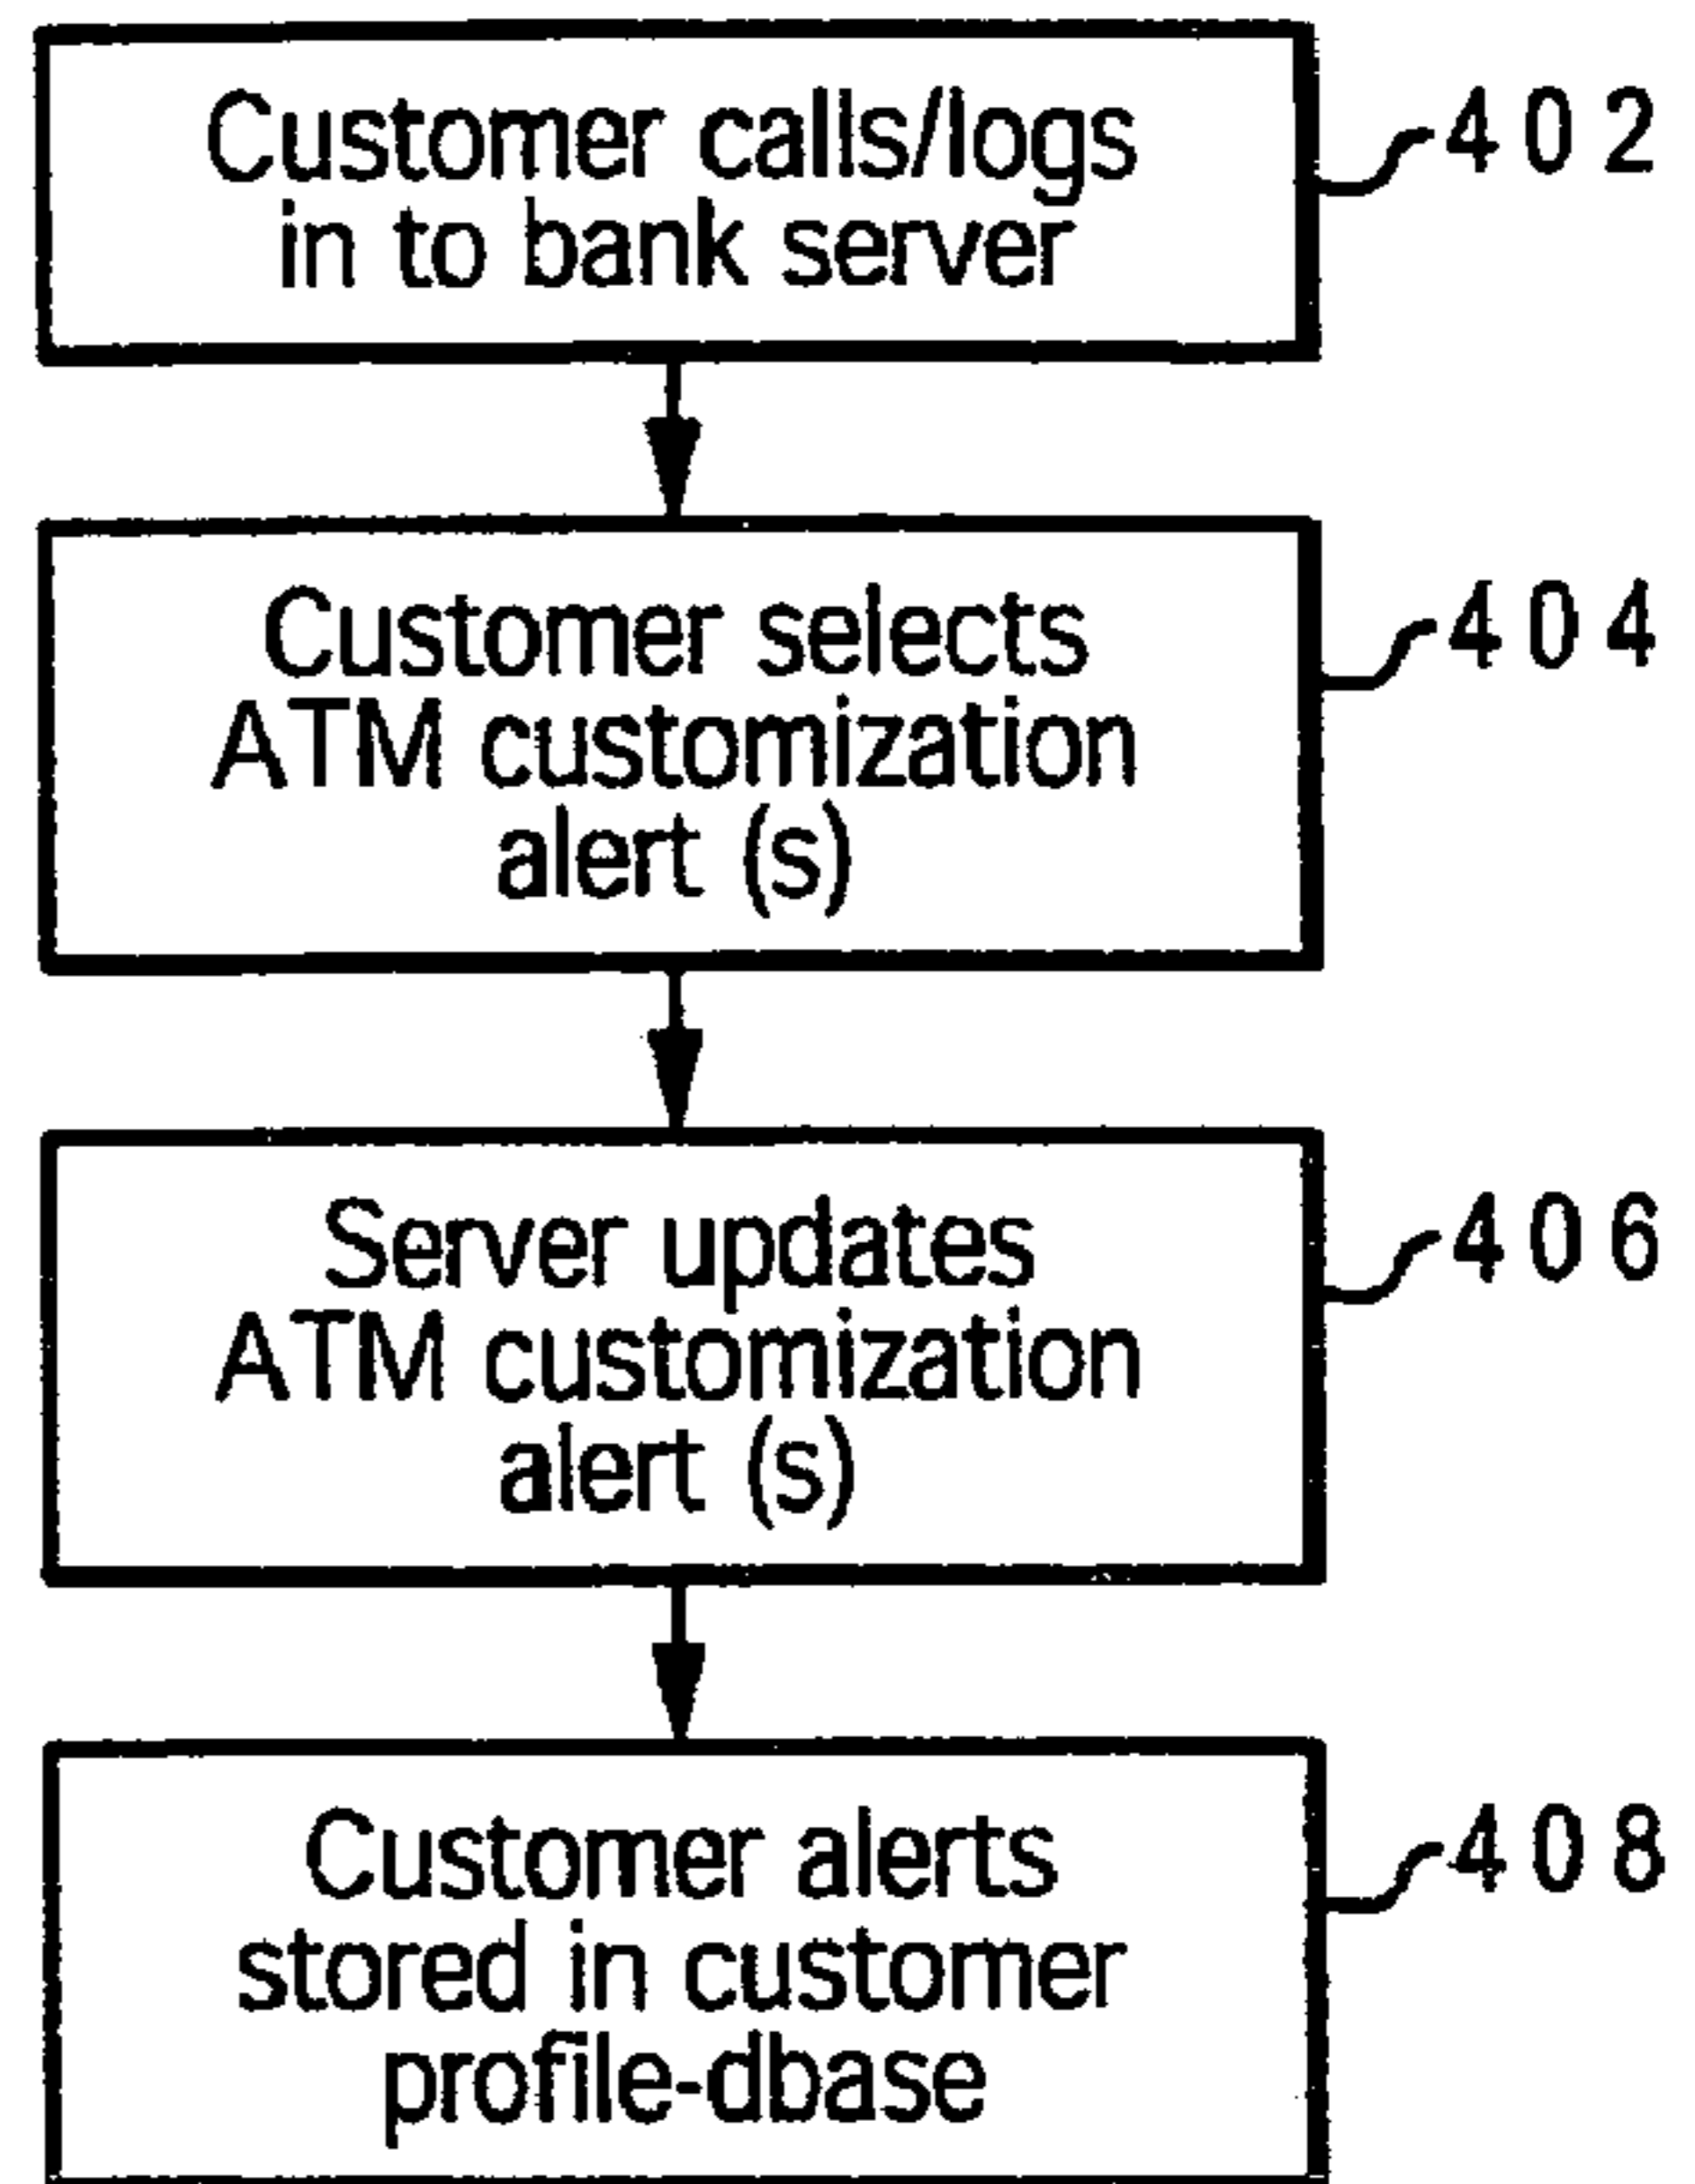 Customer calls/logs
in to bank server
402
Customer selects
ATM customization
alert (s)
404
Server updates
ATM customization
alert (s)
406
Customer alerts
stored in customer
profile-dbase
408